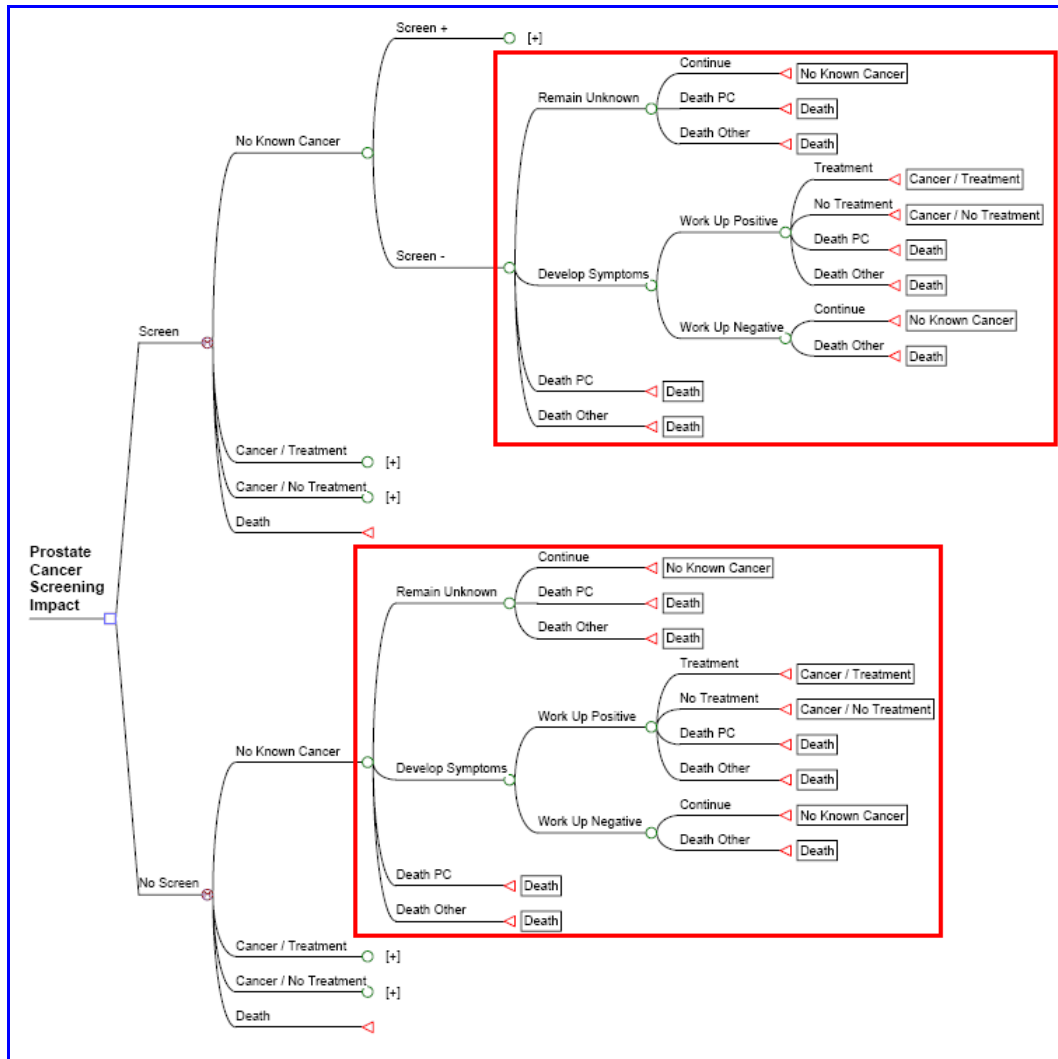 Screen +
[+]
Continue
No Known Cancer
Remain Unknown
Death PC
Death
Death Other
Death
No Known Cancer
Treatment
Cancer / Treatment
No Treatment
Cancer / No Treatment
Work Up Positive
Death PC
Death
Screen -
Develop Symptoms
Death Other
Death
Continue
No Known Cancer
Work Up Negative
Death Other
Death
Screen
Death PC
Death
Death Other
Death
Cancer / Treatment
[+]
Cancer / No Treatment
[+]
Death
Prostate
Cancer
Screening
Impact
Continue
No Known Cancer
Remain Unknown
Death PC
Death
Death Other
Death
Treatment
Cancer / Treatment
No Treatment
Cancer / No Treatment
Work Up Positive
Death PC
Death
No Known Cancer
Develop Symptoms
Death Other
Death
Continue
No Known Cancer
Work Up Negative
Death Other
Death
Death PC
Death
No Screen
Death Other
Death
Cancer / Treatment
[+]
Cancer / No Treatment
[+]
Death